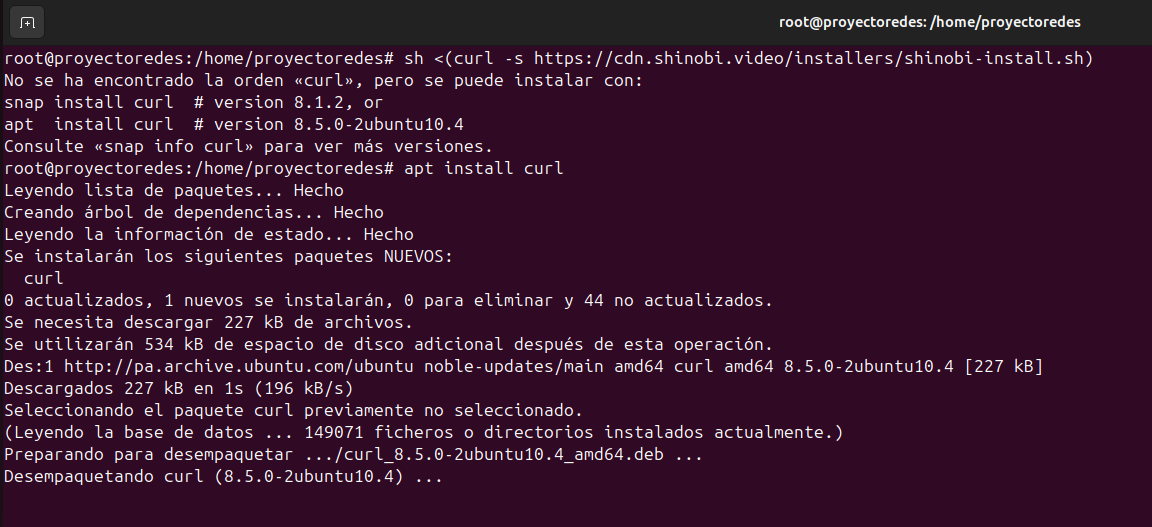 root@proyectoredes: /home/proyectoredes
root@proyectoredes:/home/proyectoredes# sh <(curl -s https://cdn.shinobi.video/installers/shinobi-install.sh)
No se ha encontrado la orden «curl», pero se puede instalar con:
snap install curl  # version 8.1.2, or
apt  install curl  # version 8.5.0-2ubuntu10.4
Consulte «snap info curl» para ver más versiones.
root@proyectoredes:/home/proyectoredes# apt install curl
Leyendo lista de paquetes... Hecho
Creando árbol de dependencias... Hecho
Leyendo la información de estado... Hecho
Se instalarán los siguientes paquetes NUEVOS:
  curl
0 actualizados, 1 nuevos se instalarán, 0 para eliminar y 44 no actualizados.
Se necesita descargar 227 kB de archivos.
Se utilizarán 534 kB de espacio de disco adicional después de esta operación.
Des:1 http://pa.archive.ubuntu.com/ubuntu noble-updates/main amd64 curl amd64 8.5.0-2ubuntu10.4 [227 kB]
Descargados 227 kB en 1s (196 kB/s)
Seleccionando el paquete curl previamente no seleccionado.
(Leyendo la base de datos ... 149071 ficheros o directorios instalados actualmente.)
Preparando para desempaquetar .../curl_8.5.0-2ubuntu10.4_amd64.deb ...
Desempaquetando curl (8.5.0-2ubuntu10.4) ...